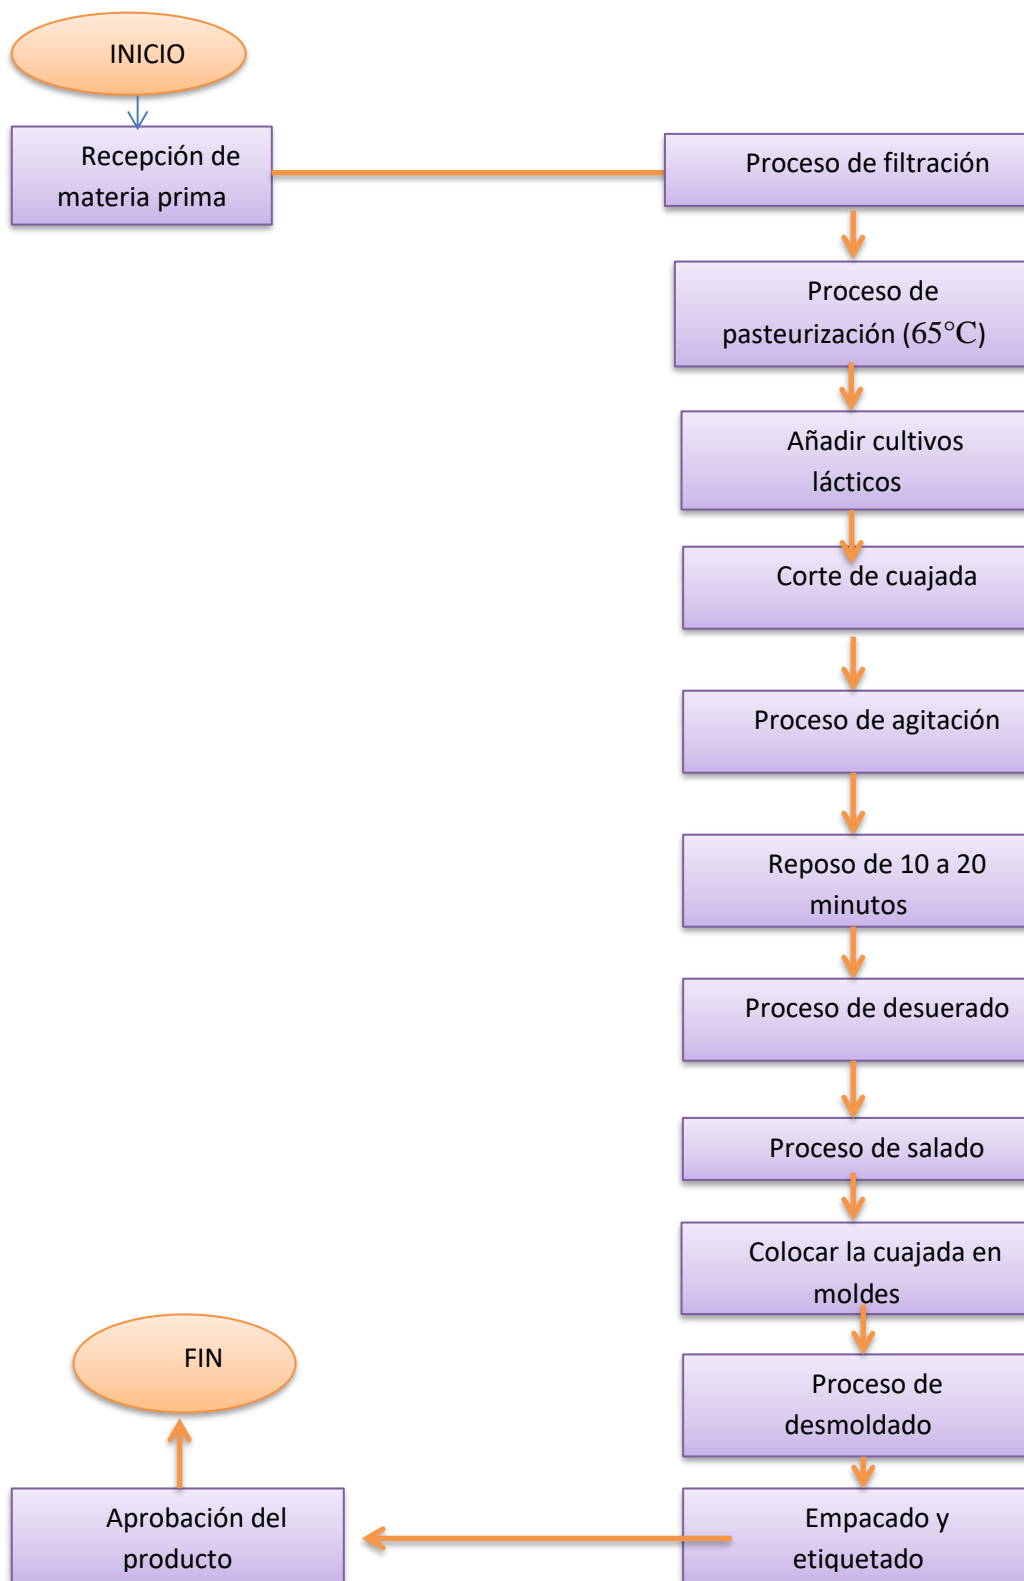 INICIO
Recepción de
materia prima
Proceso de filtración
Proceso de
pasteurización (65°C)
Añadir cultivos
lácticos
Corte de cuajada
Proceso de agitación
Reposo de 10 a 20
minutos
Proceso de desuerado
Proceso de salado
Colocar la cuajada en
moldes
Proceso de
desmoldado
Empacado y
etiquetado
Aprobación del
producto
FIN